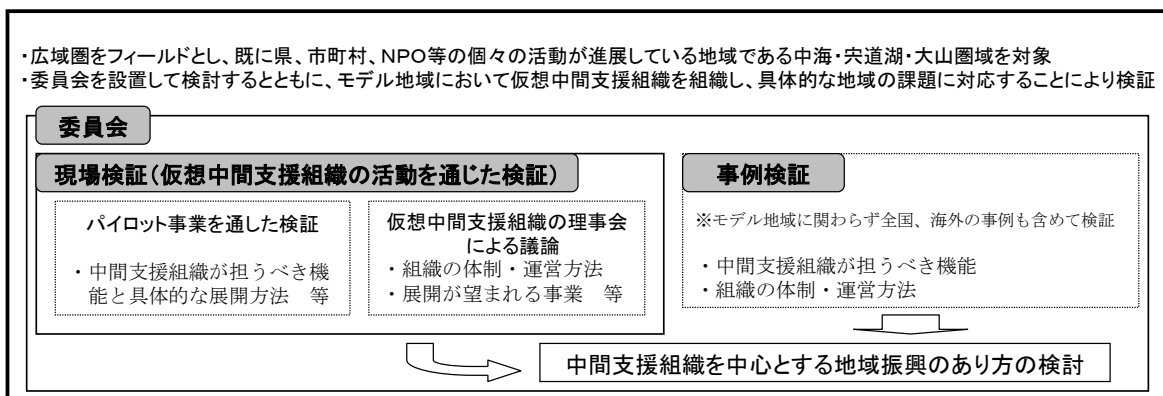 ・広域圏をフィールドとし、既に県、市町村、NPO等の個々の活動が進展している地域である中海・宍道湖・大山圏域を対象
・委員会を設置して検討するとともに、モデル地域において仮想中間支援組織を組織し、具体的な地域の課題に対応することにより検証
委員会
現場検証(仮想中間支援組織の活動を通じた検証)
パイロット事業を通した検証
・中間支援組織が担うべき機
能と具体的な展開方法　等
仮想中間支援組織の理事会
による議論
・組織の体制・運営方法
・展開が望まれる事業　等
事例検証
※モデル地域に関わらず全国、海外の事例も含めて検証
・中間支援組織が担うべき機能
・組織の体制・運営方法
中間支援組織を中心とする地域振興のあり方の検討